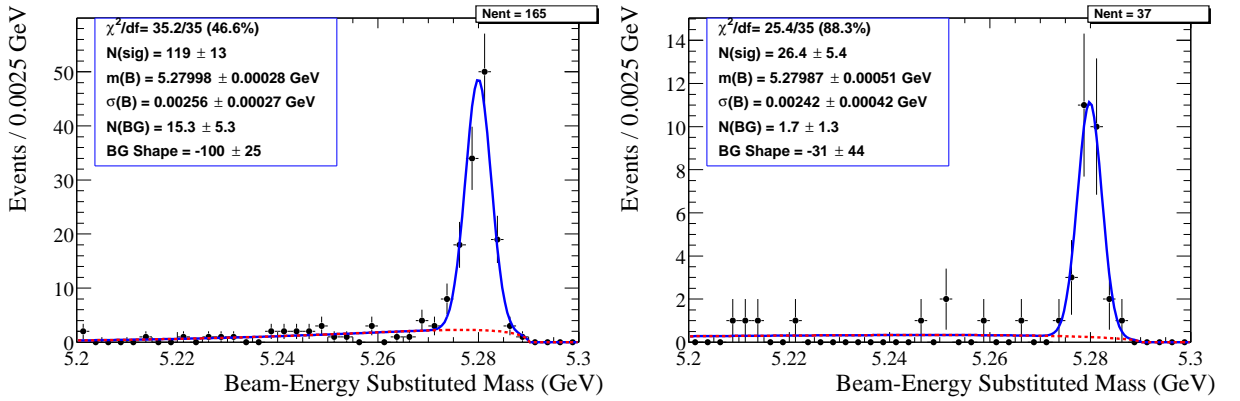 Nent = 165
χ²/df= 35.2/35 (46.6%)
N(sig) = 119 ± 13
m(B) = 5.27998 ± 0.00028 GeV
σ(B) = 0.00256 ± 0.00027 GeV
N(BG) = 15.3 ± 5.3
BG Shape = -100 ± 25
Events / 0.0025 GeV
50
40
30
20
10
0
5.2 5.22 5.24 5.26 5.28 5.3
Beam-Energy Substituted Mass (GeV)
Nent = 37
χ²/df= 25.4/35 (88.3%)
N(sig) = 26.4 ± 5.4
m(B) = 5.27987 ± 0.00051 GeV
σ(B) = 0.00242 ± 0.00042 GeV
N(BG) = 1.7 ± 1.3
BG Shape = -31 ± 44
Events / 0.0025 GeV
14
12
10
8
6
4
2
0
5.2 5.22 5.24 5.26 5.28 5.3
Beam-Energy Substituted Mass (GeV)